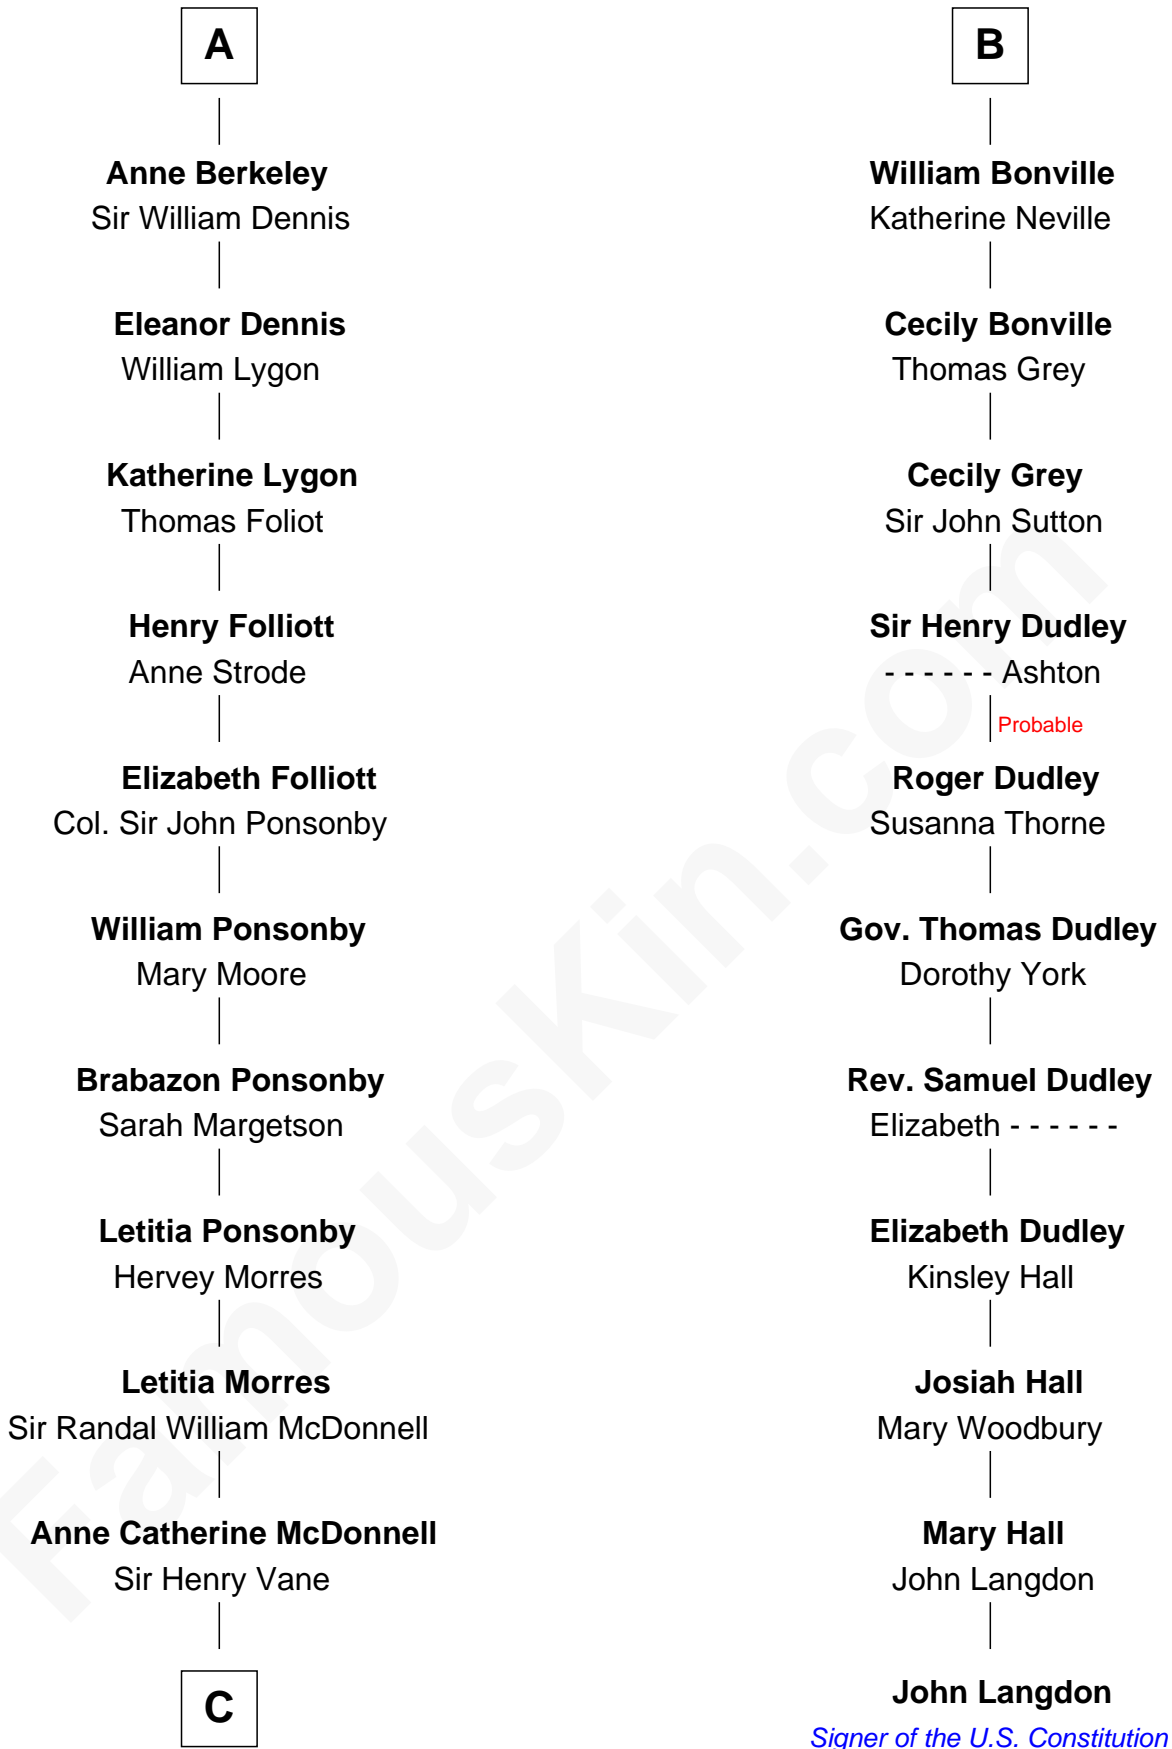 A
Anne Berkeley
Sir William Dennis
Eleanor Dennis
William Lygon
Katherine Lygon
Thomas Foliot
Henry Folliott
Anne Strode
Elizabeth Folliott
Col. Sir John Ponsonby
William Ponsonby
Mary Moore
Brabazon Ponsonby
Sarah Margetson
Letitia Ponsonby
Hervey Morres
Letitia Morres
Sir Randal William McDonnell
Anne Catherine McDonnell
Sir Henry Vane
C
B
William Bonville
Katherine Neville
Cecily Bonville
Thomas Grey
Cecily Grey
Sir John Sutton
Sir Henry Dudley
- - - - - - Ashton
Probable
Roger Dudley
Susanna Thorne
Gov. Thomas Dudley
Dorothy York
Rev. Samuel Dudley
Elizabeth - - - - - -
Elizabeth Dudley
Kinsley Hall
Josiah Hall
Mary Woodbury
Mary Hall
John Langdon
John Langdon
Signer of the U.S. Constitution
FamousKin.com